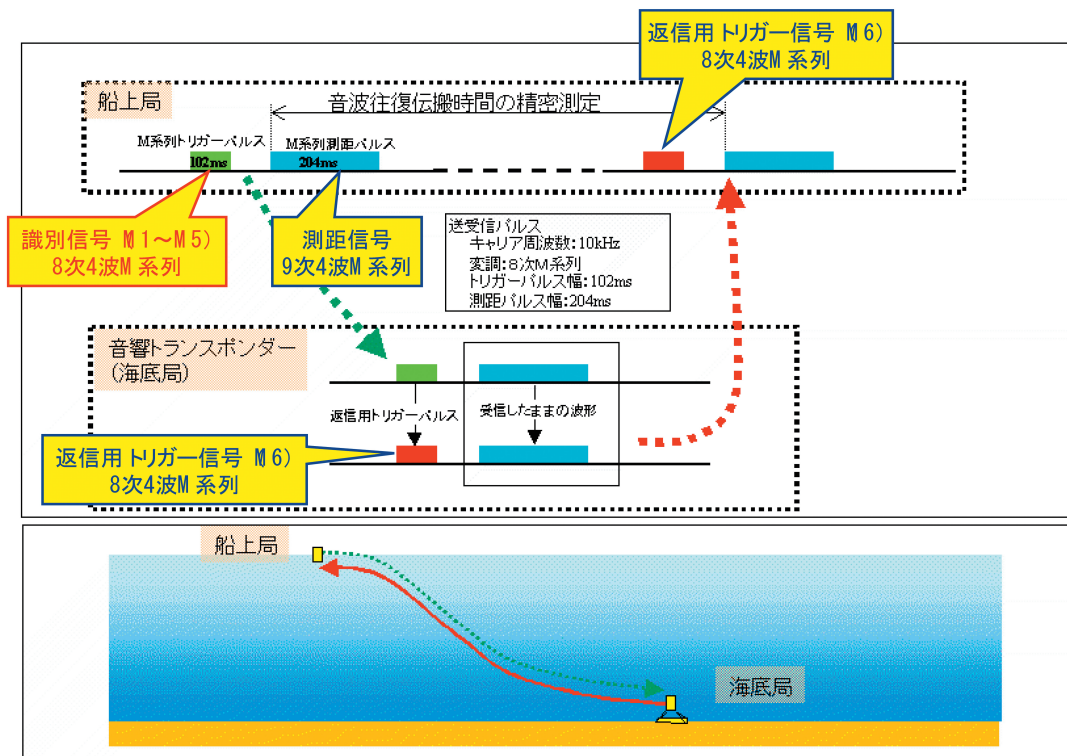 返信用トリガー信号 M6)
8次4波M系列
船上局
音波往復伝搬時間の精密測定
M系列トリガーパルス
M系列測距パルス
102ms
204ms
識別信号 M1～M5)
8次4波M系列
測距信号
9次4波M系列
送受信パルス
キャリア周波数:10kHz
変調:8次M系列
トリガーパルス幅:102ms
測距パルス幅:204ms
音響トランスポンダー
(海底局)
返信用トリガーパルス
受信したままの波形
返信用トリガー信号 M6)
8次4波M系列
船上局
海底局